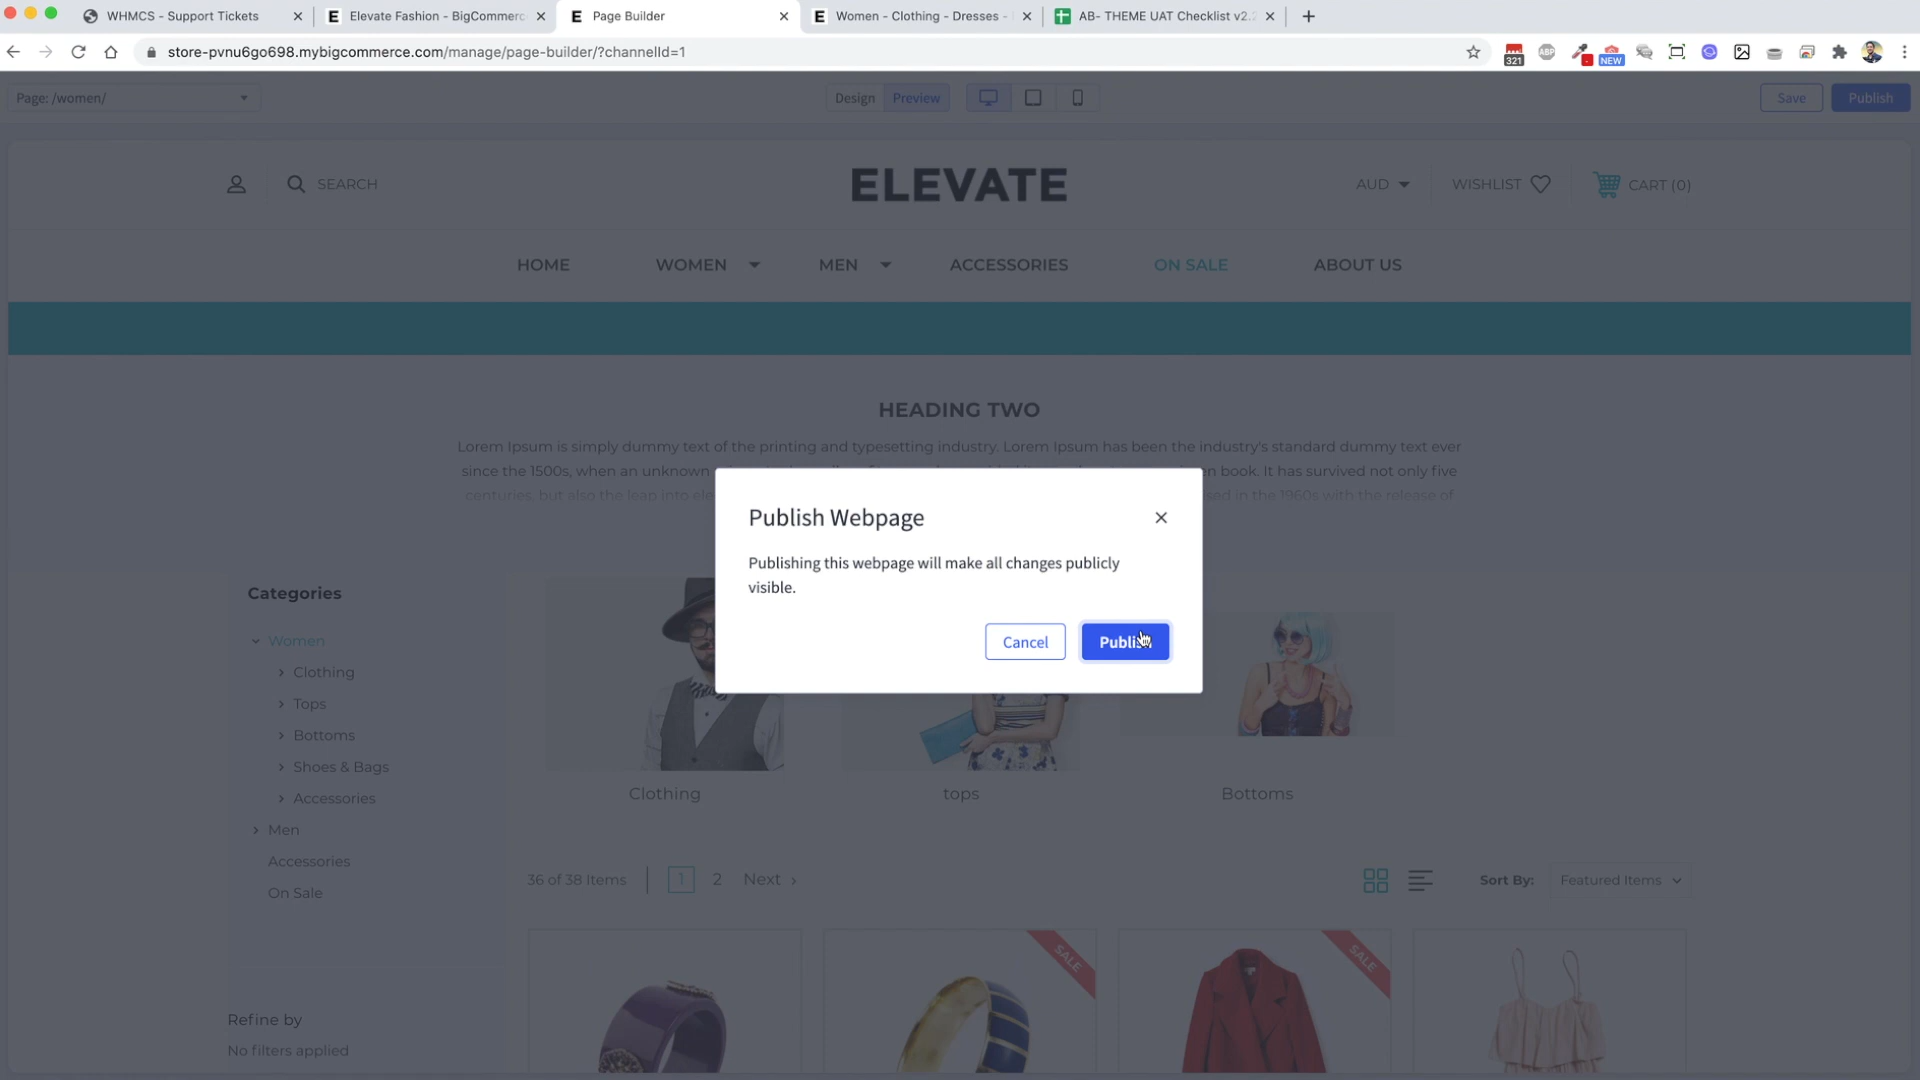 WHMCS - Support Tickets
Elevate Fashion - BigCommerc
Page Builder
Women - Clothing - Dresses -
AB- THEME UAT Checklist v2.
store-pvnu6go698.mybigcommerce.com/manage/page-builder/?channelId=1
321
ABP
NEW
Page: /women/
Design
Preview
Save
Publish
SEARCH
ELEVATE
AUD
WISHLIST
CART (0)
HOME
WOMEN
MEN
ACCESSORIES
ON SALE
ABOUT US
HEADING TWO
Lorem Ipsum is simply dummy text of the printing and typesetting industry. Lorem Ipsum has been the industry's standard dummy text ever
since the 1500s, when an unknown en book. It has survived not only five
centuries, but also the leap into ele sed in the 1960s with the release of
Publish Webpage
Publishing this webpage will make all changes publicly
visible.
Cancel
Publish
Categories
Women
Clothing
Tops
Bottoms
Shoes & Bags
Accessories
Men
Accessories
On Sale
Clothing
tops
Bottoms
36 of 38 Items
1
2
Next
Sort By:
Featured Items
SALE
SALE
Refine by
No filters applied